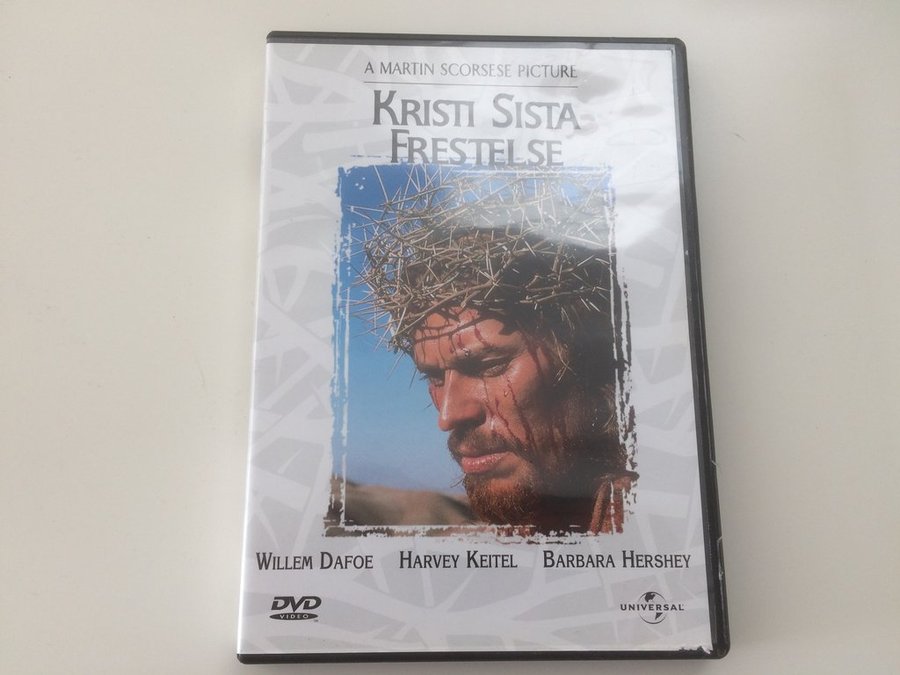 A MARTIN SCORSESE PICTURE
KRISTI SISTA
FRESTELSE
WILLEM DAFOE HARVEY KEITEL BARBARA HERSHEY
DVD
VIDEO
UNIVERSAL